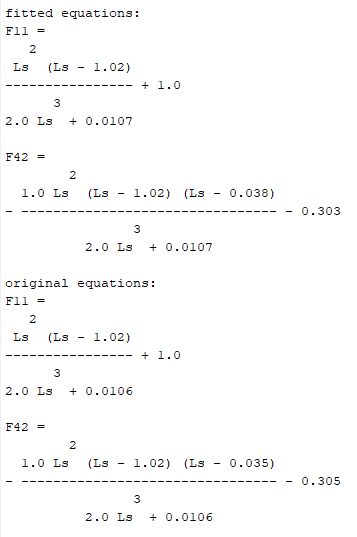 fitted equations:
F11 =
    2
 Ls  (Ls - 1.02)
---------------- + 1.0
       3
2.0 Ls  + 0.0107

F42 =
         2
  1.0 Ls  (Ls - 1.02) (Ls - 0.038)
- -------------------------------- - 0.303
                 3
          2.0 Ls  + 0.0107

original equations:
F11 =
    2
 Ls  (Ls - 1.02)
---------------- + 1.0
       3
2.0 Ls  + 0.0106

F42 =
         2
  1.0 Ls  (Ls - 1.02) (Ls - 0.035)
- -------------------------------- - 0.305
                 3
          2.0 Ls  + 0.0106